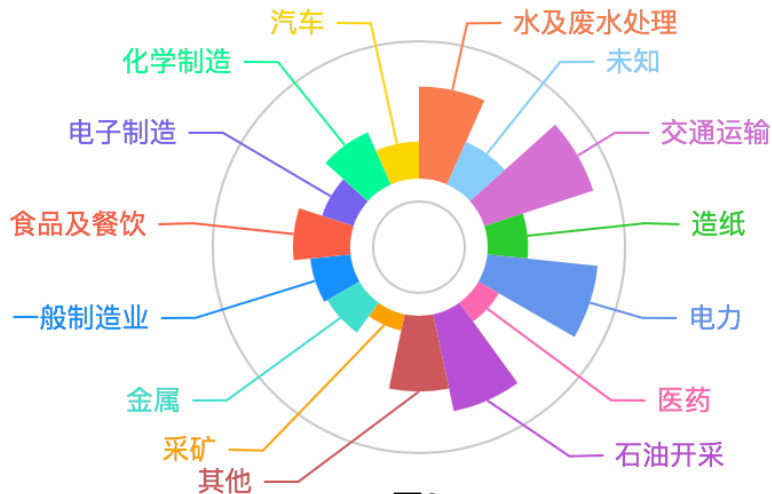 汽车
水及废水处理
化学制造
未知
电子制造
交通运输
食品及餐饮
造纸
一般制造业
电力
金属
医药
采矿
石油开采
其他